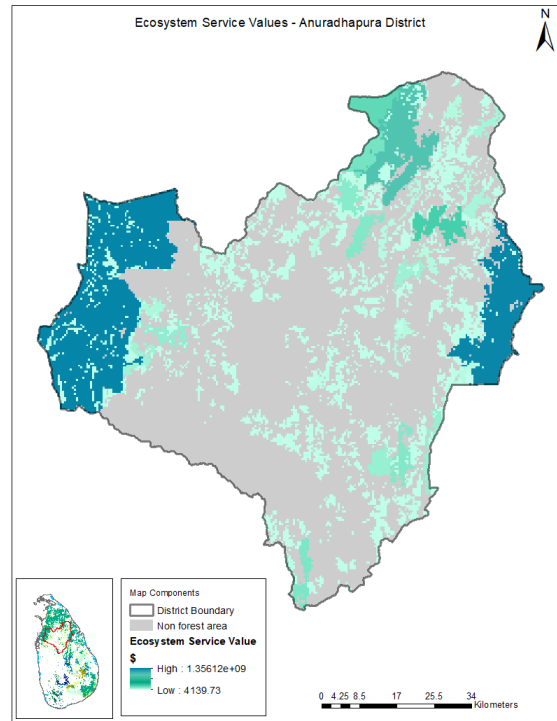 Ecosystem Service Values - Anuradhapura District
N
Map Components
District Boundary
Non forest area
Ecosystem Service Value
$
High : 1.35612e+09
Low : 4139.73
0 4.25 8.5 17 25.5 34
Kilometers